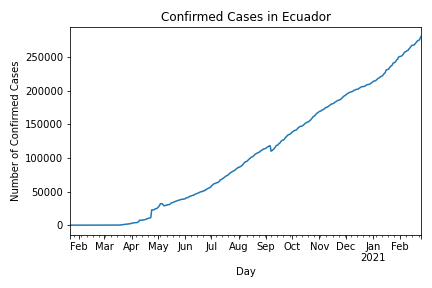 Confirmed Cases in Ecuador
Number of Confirmed Cases
250000
200000
150000
100000
50000
0
Feb Mar Apr May Jun Jul Aug Sep Oct Nov Dec Jan Feb
2021
Day